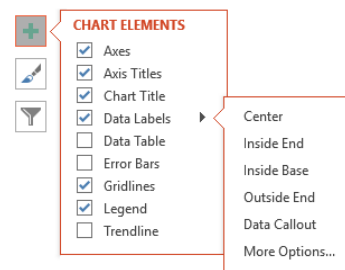 CHART ELEMENTS
Axes
Axis Titles
Chart Title
Data Labels
Data Table
Error Bars
Gridlines
Legend
Trendline
Center
Inside End
Inside Base
Outside End
Data Callout
More Options...